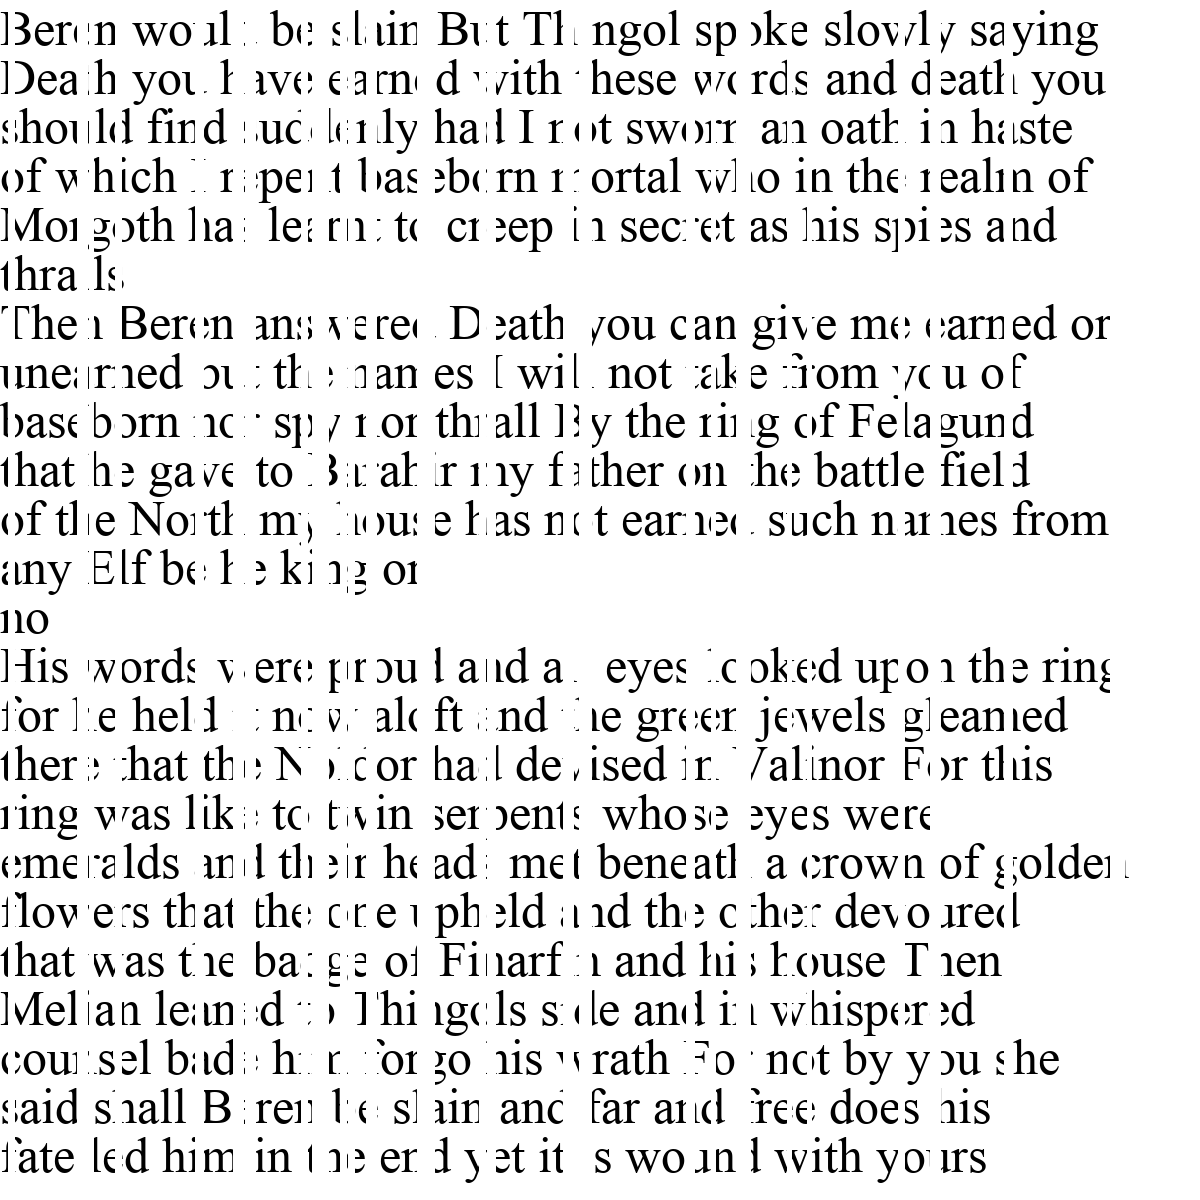 Beren would be slain But Thingol spoke slowly saying
Death you have earned with these words and death you
should find suddenly had I not sworn an oath in haste
of which I repent baseborn mortal who in the realm of
Morgoth has learnt to creep in secret as his spies and
thralls
Then Beren answered Death you can give me earned or
unearned but the names I will not take from you of
baseborn nor spy nor thrall By the ring of Felagund
that he gave to Barahir my father on the battle field
of the North my house has not earned such names from
any Elf be he king or
no
His words were proud and all eyes looked upon the ring
for he held it now aloft and the green jewels gleamed
there that the Noldor had devised in Valinor For this
ring was like to twin serpents whose eyes were
emeralds and their heads met beneath a crown of golden
flowers that the one upheld and the other devoured
that was the badge of Finarfin and his house Then
Melian leaned to Thingols side and in whispered
counsel bade him forgo his wrath For not by you she
said shall Beren be slain and far and free does his
fate led him in the end yet it is wound with yours